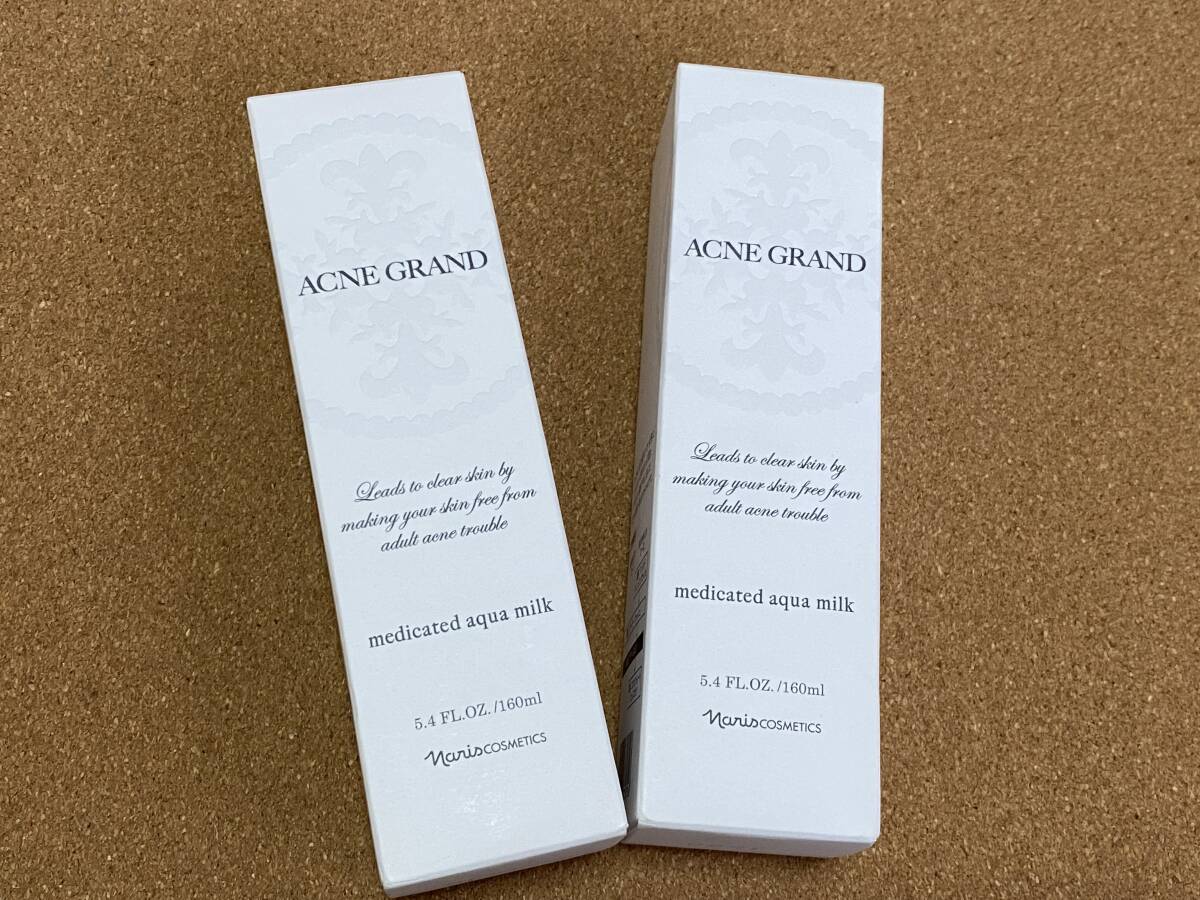 ACNE GRAND
Leads to clear skin by
making your skin free from
adult acne trouble
medicated aqua milk
5.4 FL.OZ./160ml
naris COSMETICS
ACNE GRAND
Leads to clear skin by
making your skin free from
adult acne trouble
medicated aqua milk
5.4 FL.OZ./160ml
naris COSMETICS